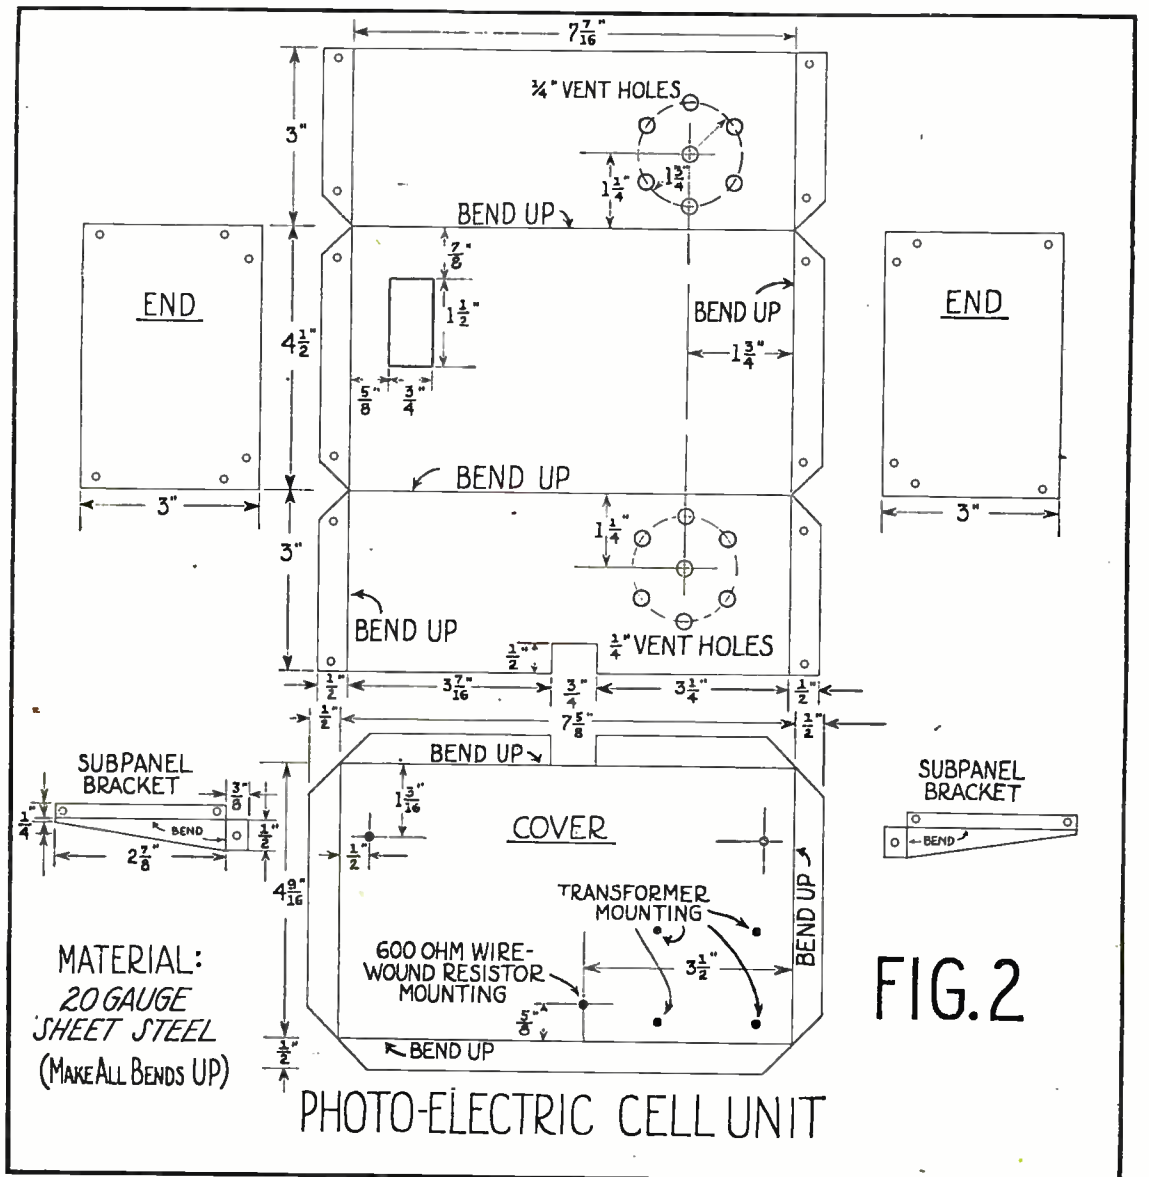 7 7/16"
1/4" VENT HOLES
3"
1 1/4"
1 3/4"
BEND UP
7/8"
END
BEND UP
END
1 1/2"
4 1/2"
1 3/4"
5/8" 3/4"
BEND UP
3"
3"
1 1/4"
3"
BEND UP
1/2"
1/4" VENT HOLES
1/2" 3 7/16" 3/4" 3 1/4" 1/2"
1/2" 7 5/8" 1/2"
BEND UP
SUBPANEL
BRACKET
3/8"
1/4"
BEND
1/2"
2 7/8"
1 3/16"
COVER
1/2"
SUBPANEL
BRACKET
BEND
4 9/16"
TRANSFORMER
MOUNTING
BEND UP
600 OHM WIRE-
WOUND RESISTOR
MOUNTING
3 1/2"
5/8"
MATERIAL:
20 GAUGE
SHEET STEEL
(MAKE ALL BENDS UP)
FIG. 2
1/2"
BEND UP
PHOTO-ELECTRIC CELL UNIT